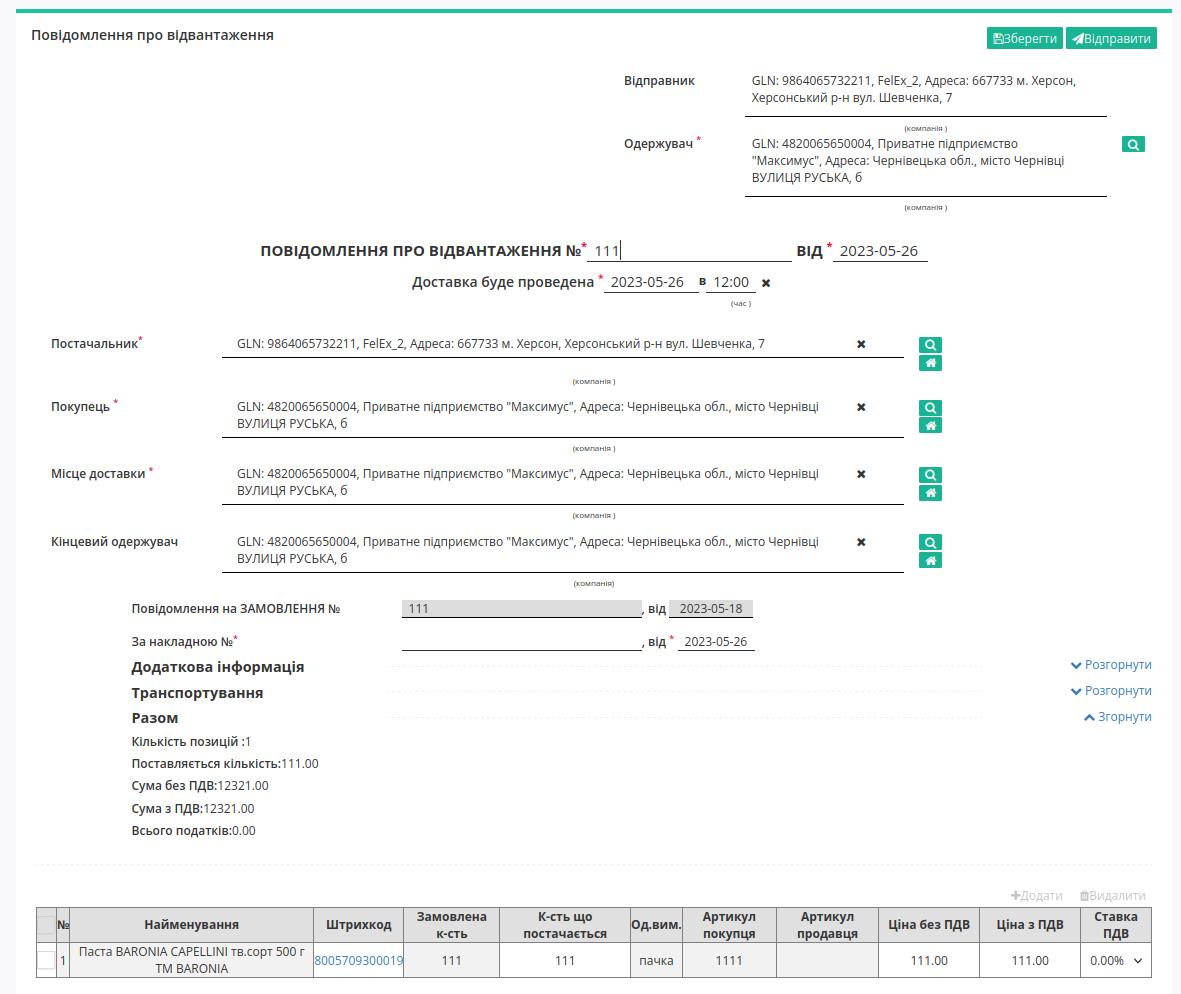 Повідомлення про відвантаження
Зберегти Відправити
Відправник GLN: 9864065732211, FelEx_2, Адреса: 667733 м. Херсон,
Херсонський р-н вул. Шевченка, 7
(компанія )
Одержувач * GLN: 4820065650004, Приватне підприємство
"Максимус", Адреса: Чернівецька обл., місто Чернівці
ВУЛИЦЯ РУСЬКА, б
(компанія )
ПОВІДОМЛЕННЯ ПРО ВІДВАНТАЖЕННЯ №* 111 ВІД * 2023-05-26
Доставка буде проведена * 2023-05-26 в 12:00
(час )
Постачальник* GLN: 9864065732211, FelEx_2, Адреса: 667733 м. Херсон, Херсонський р-н вул. Шевченка, 7
(компанія )
Покупець * GLN: 4820065650004, Приватне підприємство "Максимус", Адреса: Чернівецька обл., місто Чернівці
ВУЛИЦЯ РУСЬКА, б
(компанія )
Місце доставки * GLN: 4820065650004, Приватне підприємство "Максимус", Адреса: Чернівецька обл., місто Чернівці
ВУЛИЦЯ РУСЬКА, б
(компанія )
Кінцевий одержувач GLN: 4820065650004, Приватне підприємство "Максимус", Адреса: Чернівецька обл., місто Чернівці
ВУЛИЦЯ РУСЬКА, б
(компанія)
Повідомлення на ЗАМОВЛЕННЯ № 111 , від 2023-05-18
За накладною №* , від * 2023-05-26
Додаткова інформація Розгорнути
Транспортування Розгорнути
Разом Згорнути
Кількість позицій :1
Поставляється кількість:111.00
Сума без ПДВ:12321.00
Сума з ПДВ:12321.00
Всього податків:0.00
Додати Видалити
№ Найменування Штрихкод Замовлена к-сть К-сть що постачається Од.вим. Артикул покупця Артикул продавця Ціна без ПДВ Ціна з ПДВ Ставка ПДВ
1 Паста BARONIA CAPELLINI тв.сорт 500 г ТМ BARONIA 8005709300019 111 111 пачка 1111 111.00 111.00 0.00%